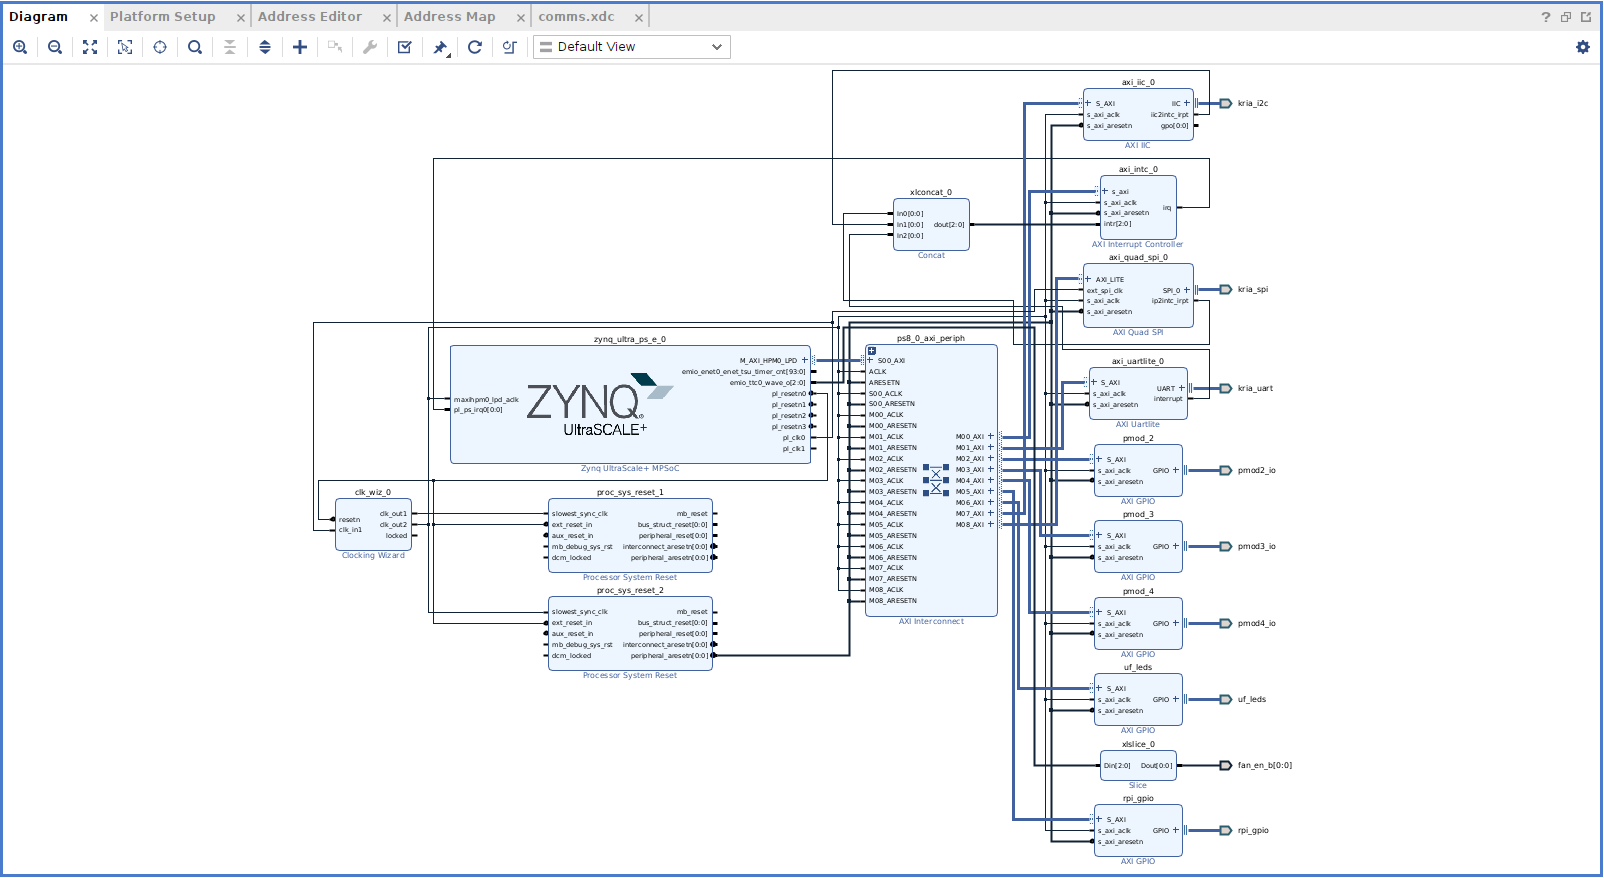 Diagram
Platform Setup
Address Editor
Address Map
comms.xdc
Default View
axi_iic_0
S_AXI
s_axi_aclk
s_axi_aresetn
IIC
iic2intc_irpt
gpo[0:0]
AXI IIC
kria_i2c
axi_intc_0
s_axi
s_axi_aclk
s_axi_aresetn
intr[2:0]
irq
AXI Interrupt Controller
xlconcat_0
In0[0:0]
In1[0:0]
In2[0:0]
dout[2:0]
Concat
axi_quad_spi_0
AXI_LITE
ext_spi_clk
s_axi_aclk
s_axi_aresetn
SPI_0
ip2intc_irpt
AXI Quad SPI
kria_spi
zynq_ultra_ps_e_0
maxihpm0_lpd_aclk
pl_ps_irq0[0:0]
ZYNQ
UltraSCALE+
M_AXI_HPM0_LPD
emio_enet0_enet_tsu_timer_cnt[93:0]
emio_ttc0_wave_o[2:0]
pl_resetn0
pl_resetn1
pl_resetn2
pl_resetn3
pl_clk0
pl_clk1
Zynq UltraScale+ MPSoC
ps8_0_axi_periph
S00_AXI
ACLK
ARESETN
S00_ACLK
S00_ARESETN
M00_ACLK
M00_ARESETN
M01_ACLK
M01_ARESETN
M02_ACLK
M02_ARESETN
M03_ACLK
M03_ARESETN
M04_ACLK
M04_ARESETN
M05_ACLK
M05_ARESETN
M06_ACLK
M06_ARESETN
M07_ACLK
M07_ARESETN
M08_ACLK
M08_ARESETN
M00_AXI
M01_AXI
M02_AXI
M03_AXI
M04_AXI
M05_AXI
M06_AXI
M07_AXI
M08_AXI
AXI Interconnect
axi_uartlite_0
S_AXI
s_axi_aclk
s_axi_aresetn
UART
interrupt
AXI Uartlite
kria_uart
pmod_2
S_AXI
s_axi_aclk
s_axi_aresetn
GPIO
AXI GPIO
pmod2_io
clk_wiz_0
resetn
clk_in1
clk_out1
clk_out2
locked
Clocking Wizard
proc_sys_reset_1
slowest_sync_clk
ext_reset_in
aux_reset_in
mb_debug_sys_rst
dcm_locked
mb_reset
bus_struct_reset[0:0]
peripheral_reset[0:0]
interconnect_aresetn[0:0]
peripheral_aresetn[0:0]
Processor System Reset
pmod_3
S_AXI
s_axi_aclk
s_axi_aresetn
GPIO
AXI GPIO
pmod3_io
proc_sys_reset_2
slowest_sync_clk
ext_reset_in
aux_reset_in
mb_debug_sys_rst
dcm_locked
mb_reset
bus_struct_reset[0:0]
peripheral_reset[0:0]
interconnect_aresetn[0:0]
peripheral_aresetn[0:0]
Processor System Reset
pmod_4
S_AXI
s_axi_aclk
s_axi_aresetn
GPIO
AXI GPIO
pmod4_io
uf_leds
S_AXI
s_axi_aclk
s_axi_aresetn
GPIO
AXI GPIO
uf_leds
xlslice_0
Din[2:0]
Dout[0:0]
Slice
fan_en_b[0:0]
rpi_gpio
S_AXI
s_axi_aclk
s_axi_aresetn
GPIO
AXI GPIO
rpi_gpio